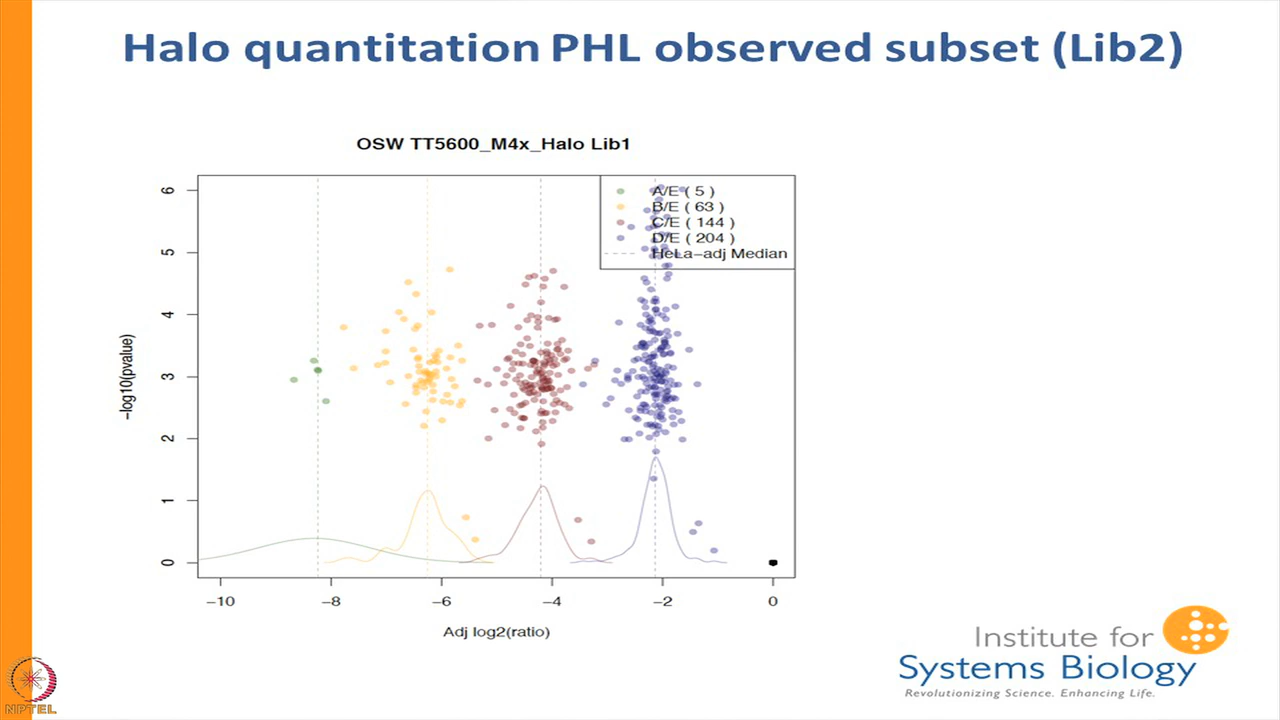 Halo quantitation PHL observed subset (Lib2)
OSW TT5600_M4x_Halo Lib1
A/E ( 5 )
B/E ( 63 )
C/E ( 144 )
D/E ( 204 )
HeLa-adj Median
6
5
4
3
2
1
0
-log10(pvalue)
-10 -8 -6 -4 -2 0
Adj log2(ratio)
Institute for
Systems Biology
Revolutionizing Science. Enhancing Life.
NPTEL